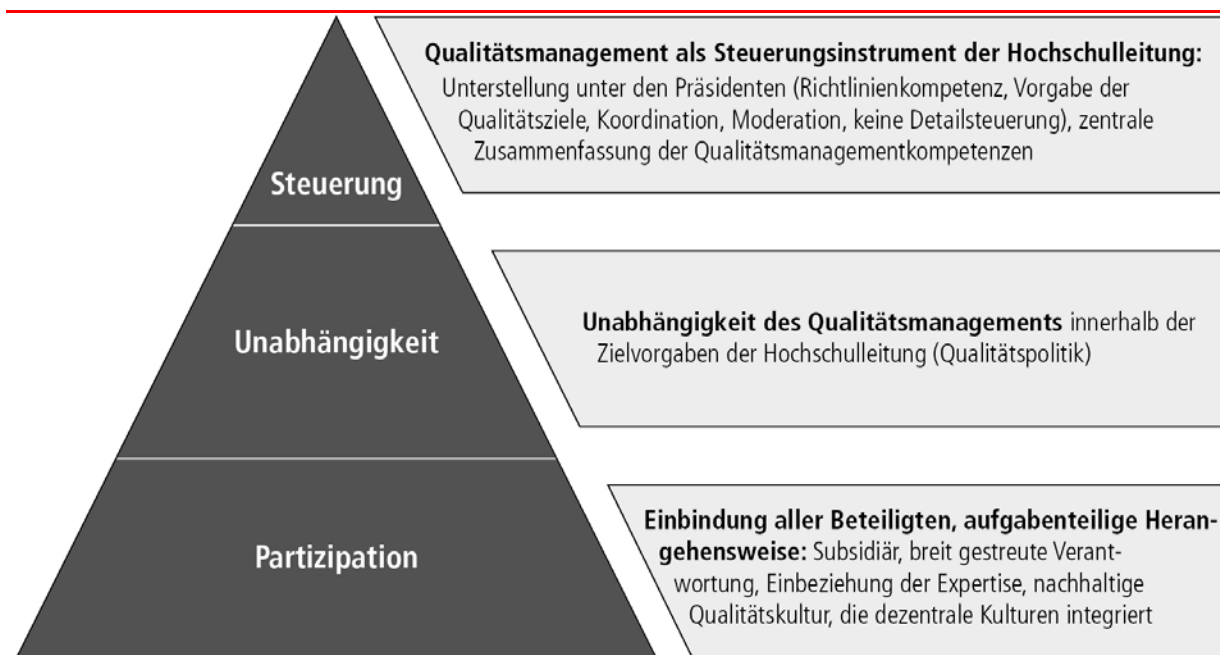 Qualitätsmanagement als Steuerungsinstrument der Hochschulleitung:
Unterstellung unter den Präsidenten (Richtlinienkompetenz, Vorgabe der
Qualitätsziele, Koordination, Moderation, keine Detailsteuerung), zentrale
Zusammenfassung der Qualitätsmanagementkompetenzen
Steuerung
Unabhängigkeit des Qualitätsmanagements innerhalb der
Zielvorgaben der Hochschulleitung (Qualitätspolitik)
Unabhängigkeit
Einbindung aller Beteiligten, aufgabenteilige Heran-
gehensweise: Subsidiär, breit gestreute Verant-
wortung, Einbeziehung der Expertise, nachhaltige
Qualitätskultur, die dezentrale Kulturen integriert
Partizipation